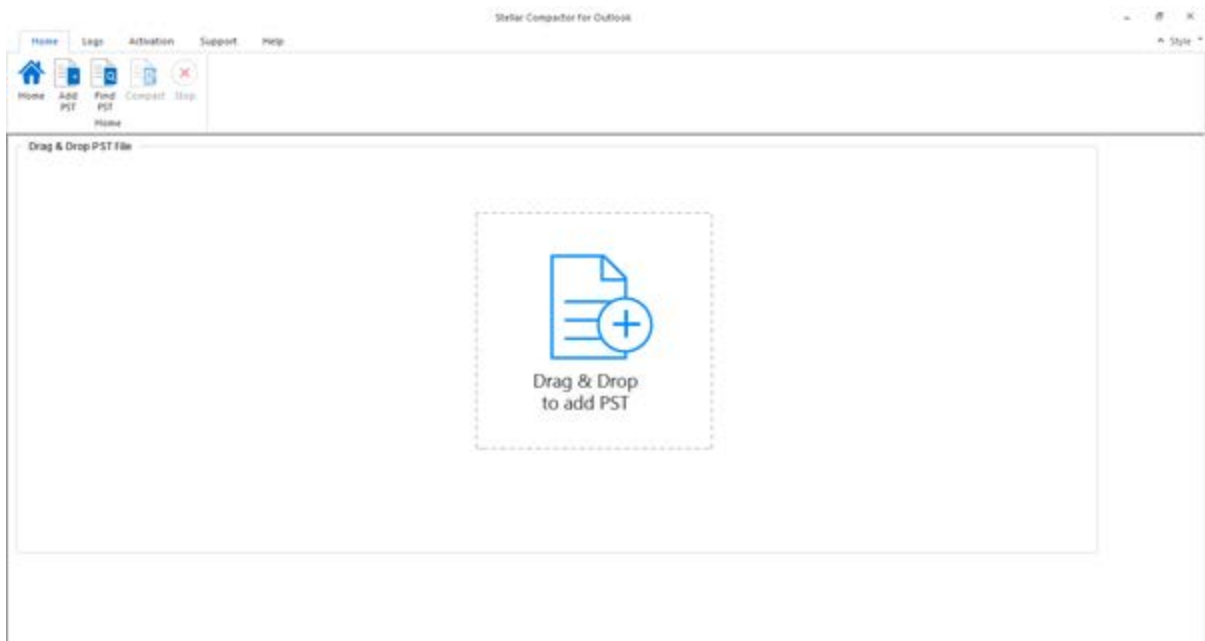 Stellar Compactor for Outlook
Home Logs Activation Support Help
Style
Home Add PST Find PST Compact Stop
Home
Drag & Drop PST File
Drag & Drop
to add PST